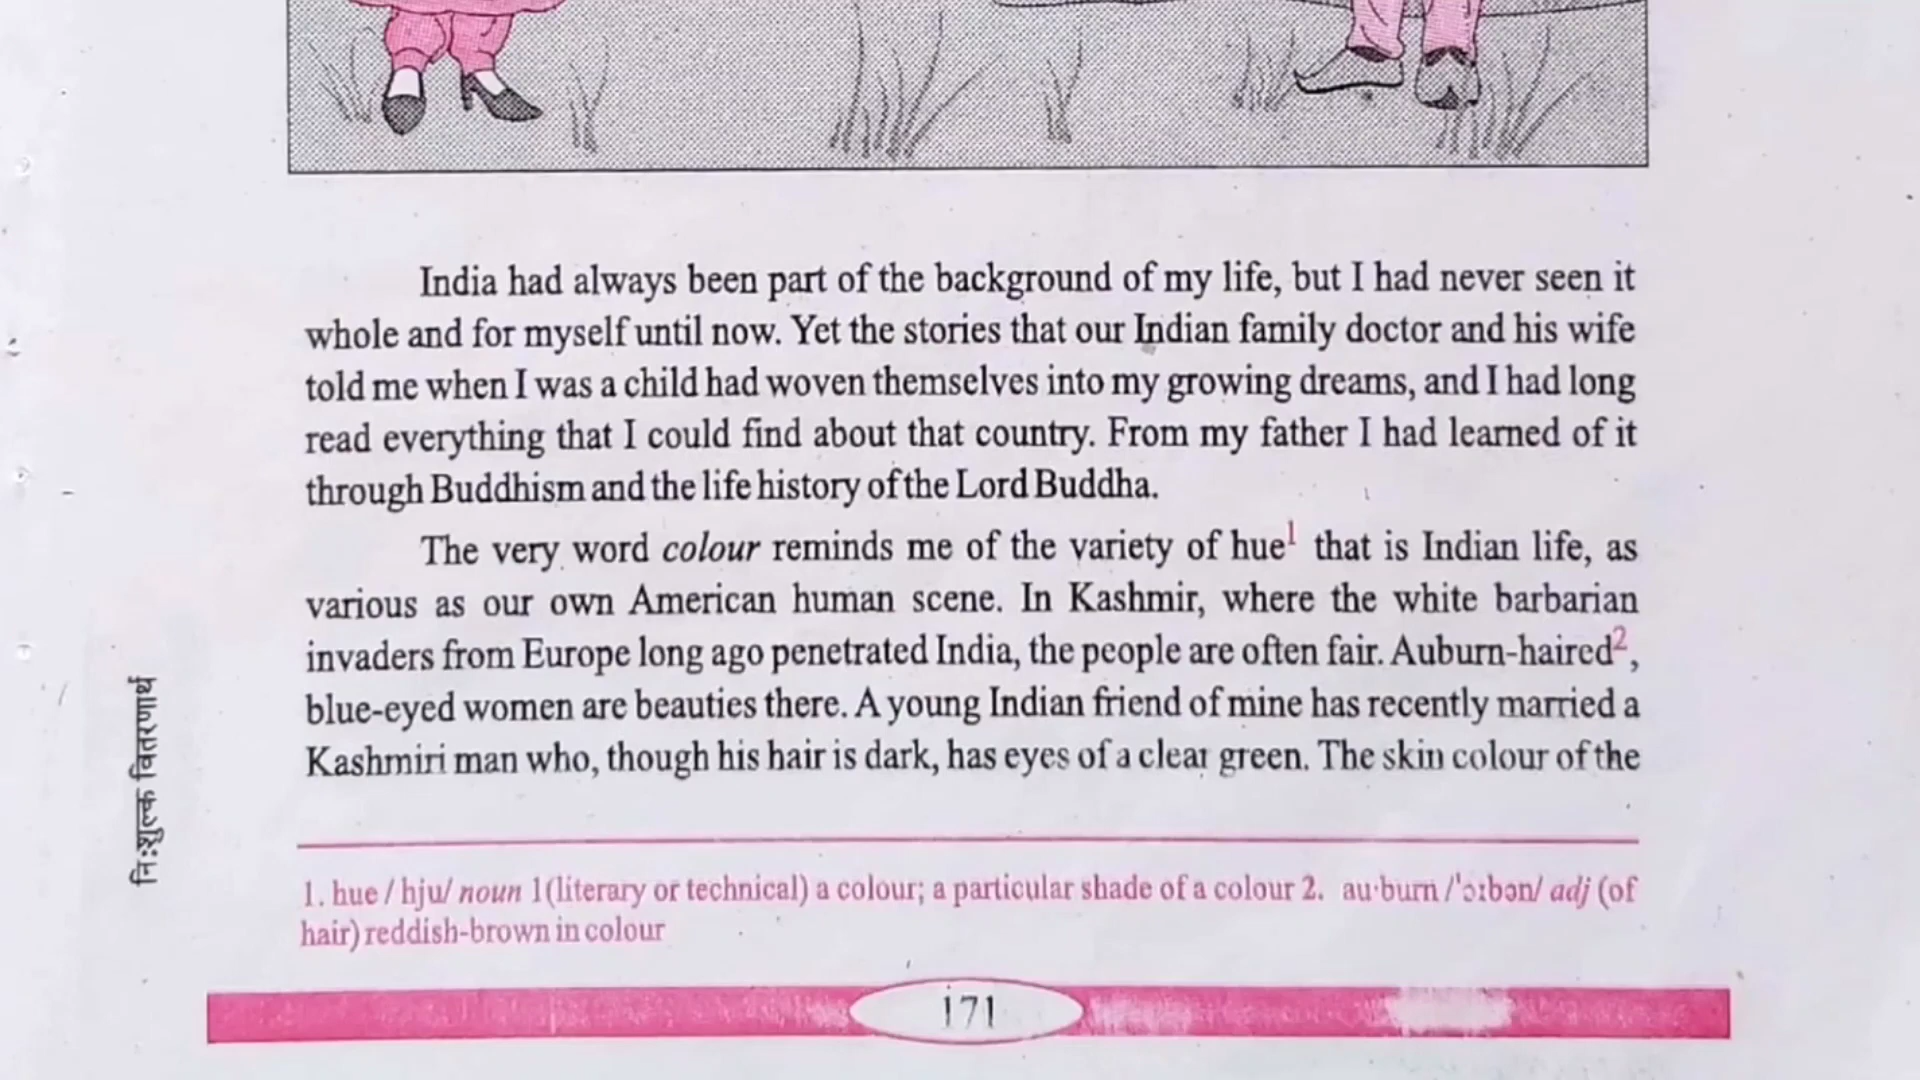 India had always been part of the background of my life, but I had never seen it
whole and for myself until now. Yet the stories that our Indian family doctor and his wife
told me when I was a child had woven themselves into my growing dreams, and I had long
read everything that I could find about that country. From my father I had learned of it
through Buddhism and the life history of the Lord Buddha.
The very word colour reminds me of the variety of hue1 that is Indian life, as
various as our own American human scene. In Kashmir, where the white barbarian
invaders from Europe long ago penetrated India, the people are often fair. Auburn-haired2,
blue-eyed women are beauties there. A young Indian friend of mine has recently married a
Kashmiri man who, though his hair is dark, has eyes of a clear green. The skin colour of the
नि:शुल्क वितरणार्थ
1. hue / hju/ noun 1(literary or technical) a colour; a particular shade of a colour 2. au·burn /'ɔːbən/ adj (of
hair) reddish-brown in colour
171